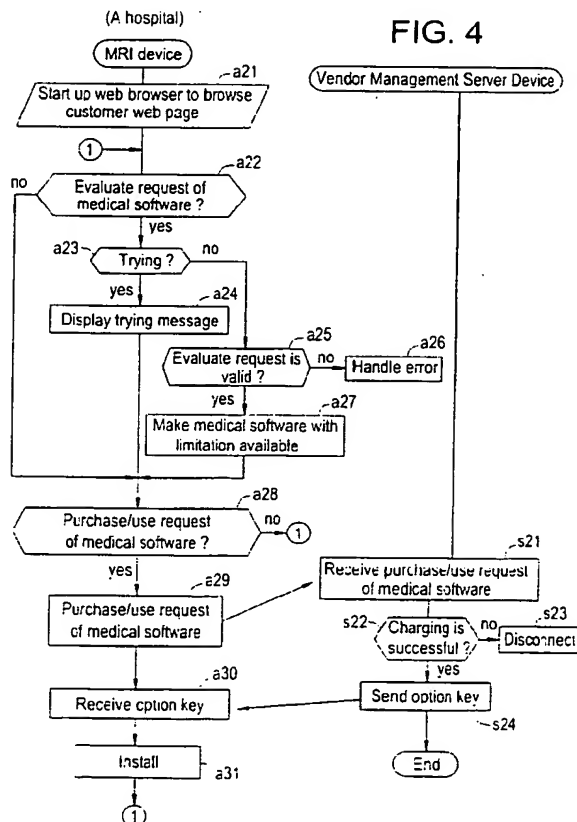 (A hospital)
FIG. 4
MRI device
Vendor Management Server Device
a21
Start up web browser to browse
customer web page
1
a22
no
Evaluate request of
medical software ?
yes
a23
Trying ?
no
yes
a24
Display trying message
a25
Evaluate request is
valid ?
no
a26
Handle error
yes
a27
Make medical software with
limitation available
a28
Purchase/use request
of medical software ?
no
1
yes
s21
Receive purchase/use request
of medical software
a29
Purchase/use request
of medical software
s22
Charging is
successful ?
no
s23
Disconnect
yes
a30
Receive cption key
Send option key
s24
Install
a31
End
1